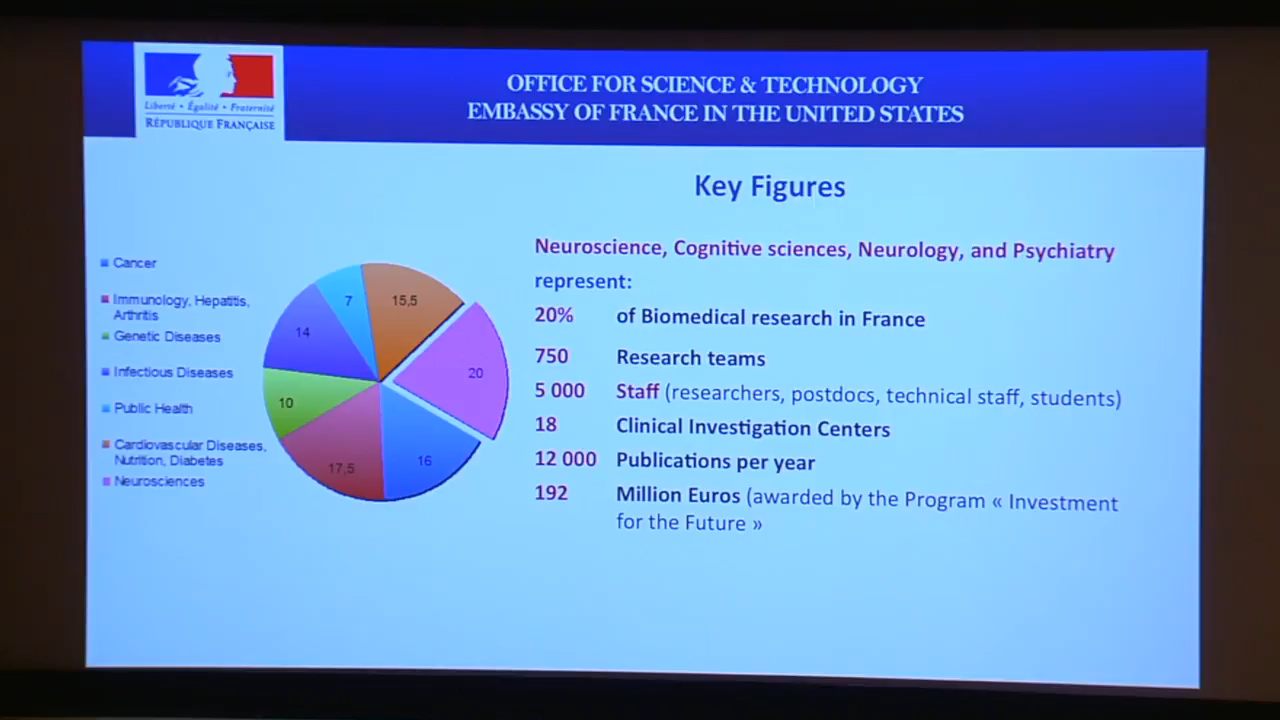 Liberté • Égalité • Fraternité
RÉPUBLIQUE FRANÇAISE
OFFICE FOR SCIENCE & TECHNOLOGY
EMBASSY OF FRANCE IN THE UNITED STATES
Key Figures
Cancer
Immunology, Hepatitis,
Arthritis
Genetic Diseases
Infectious Diseases
Public Health
Cardiovascular Diseases,
Nutrition, Diabetes
Neurosciences
7
15,5
14
20
10
16
17,5
Neuroscience, Cognitive sciences, Neurology, and Psychiatry
represent:
20% of Biomedical research in France
750 Research teams
5 000 Staff (researchers, postdocs, technical staff, students)
18 Clinical Investigation Centers
12 000 Publications per year
192 Million Euros (awarded by the Program « Investment
for the Future »